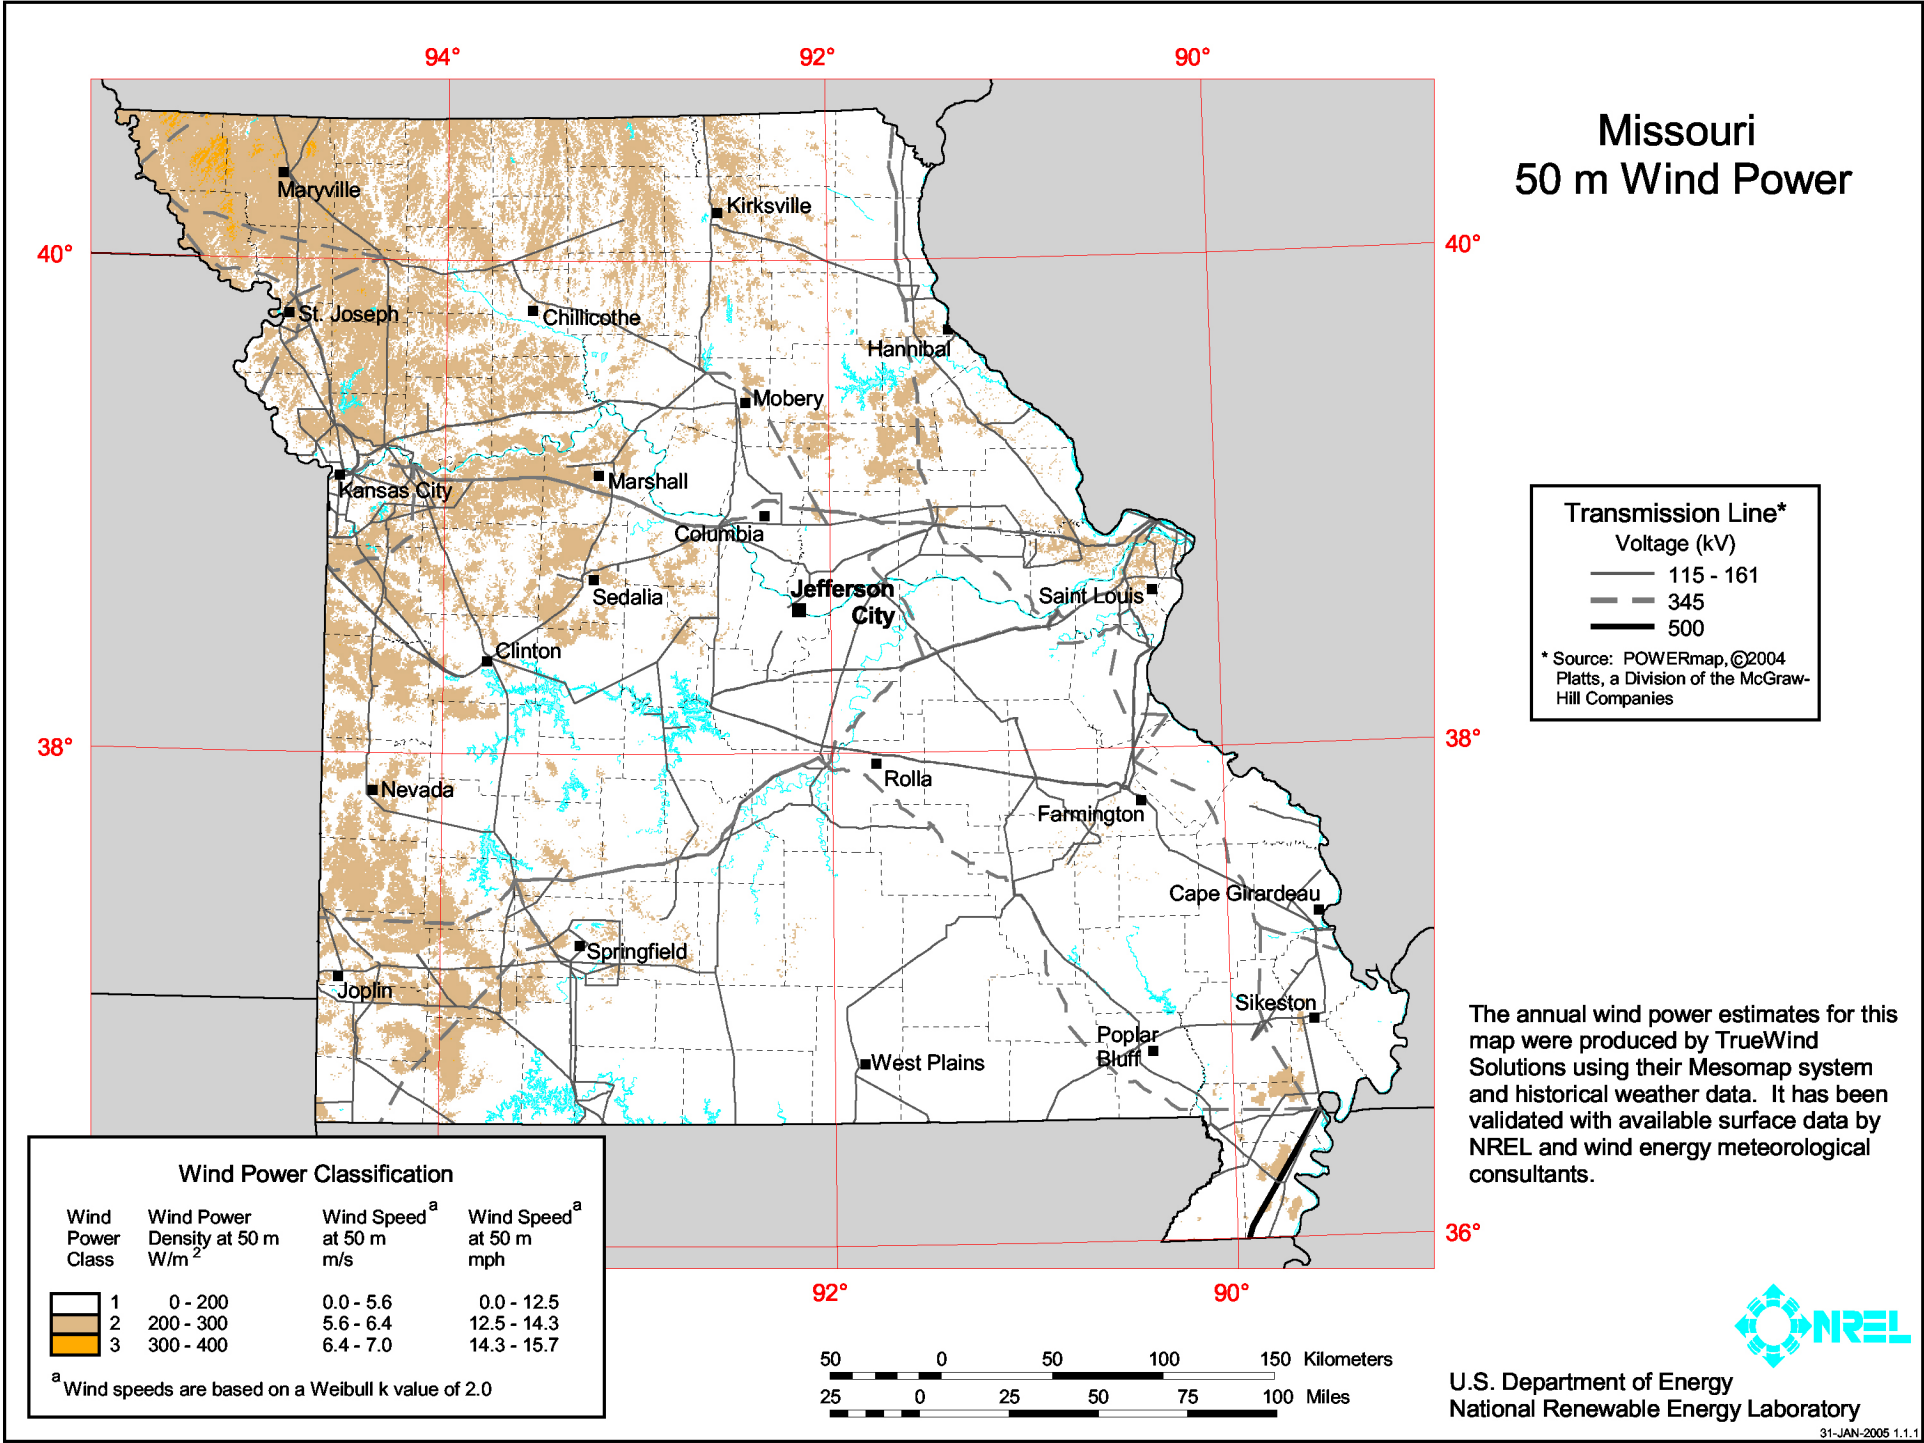 94°
92°
90°
Missouri
50 m Wind Power
Maryville
Kirksville
40°
40°
St. Joseph
Chillicothe
Hannibal
Mobery
Kansas City
Marshall
Columbia
Jefferson
City
Sedalia
Saint Louis
Clinton
Transmission Line*
Voltage (kV)
115 - 161
345
500
* Source: POWERmap, ©2004
Platts, a Division of the McGraw-
Hill Companies
38°
38°
Nevada
Rolla
Farmington
Cape Girardeau
Springfield
Joplin
Sikeston
Poplar
Bluff
West Plains
The annual wind power estimates for this
map were produced by TrueWind
Solutions using their Mesomap system
and historical weather data. It has been
validated with available surface data by
NREL and wind energy meteorological
consultants.
36°
92°
90°
Wind Power Classification
Wind Power Class | Wind Power Density at 50 m W/m 2 | Wind Speed a at 50 m m/s | Wind Speed a at 50 m mph
1 0 - 200 0.0 - 5.6 0.0 - 12.5
2 200 - 300 5.6 - 6.4 12.5 - 14.3
3 300 - 400 6.4 - 7.0 14.3 - 15.7
a Wind speeds are based on a Weibull k value of 2.0
50 0 50 100 150 Kilometers
25 0 25 50 75 100 Miles
NREL
U.S. Department of Energy
National Renewable Energy Laboratory
31-JAN-2005 1.1.1